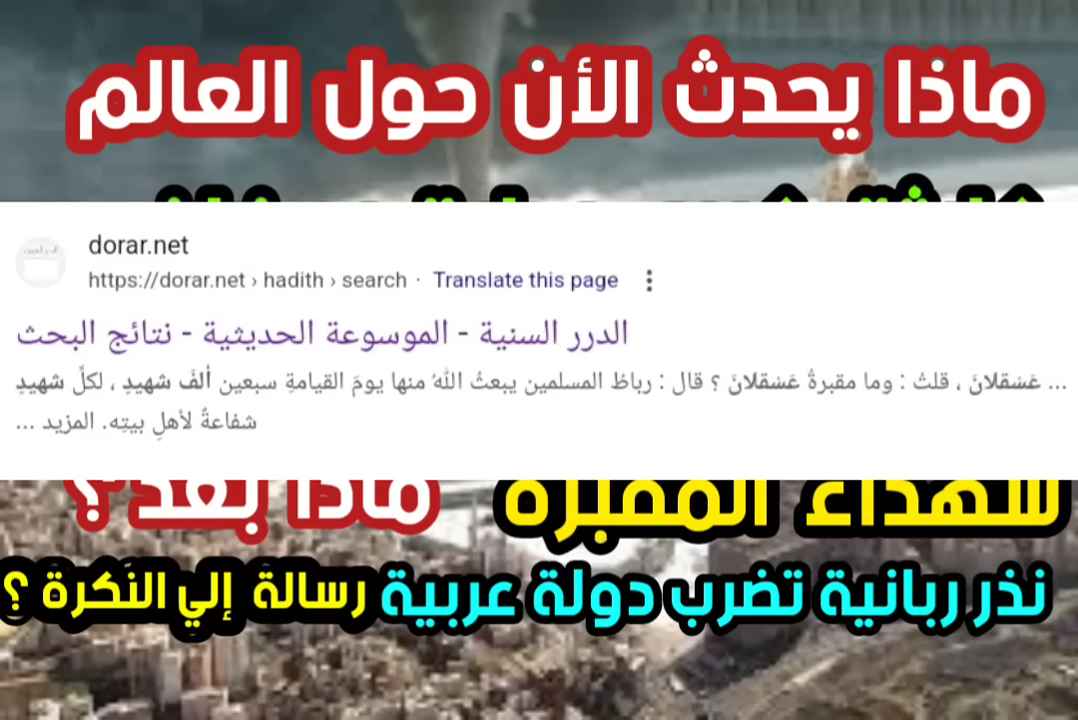 ماذا يحدث الأن حول العالم
dorar.net
https://dorar.net › hadith › search · Translate this page
الدرر السنية - الموسوعة الحديثية - نتائج البحث
... عَسْقلانَ ، قلتُ : وما مقبرةُ عَسْقلانَ ؟ قال : رباطُ المسلمين يبعثُ اللهُ منها يومَ القيامةِ سبعين ألفَ شهيدٍ ، لكلِّ شهيدٍ
شفاعةٌ لأهلِ بيتِه. المزيد ...
شهداء المقبرة ماذا بعد ؟
نذر ربانية تضرب دولة عربية رسالة إلي النكرة ؟